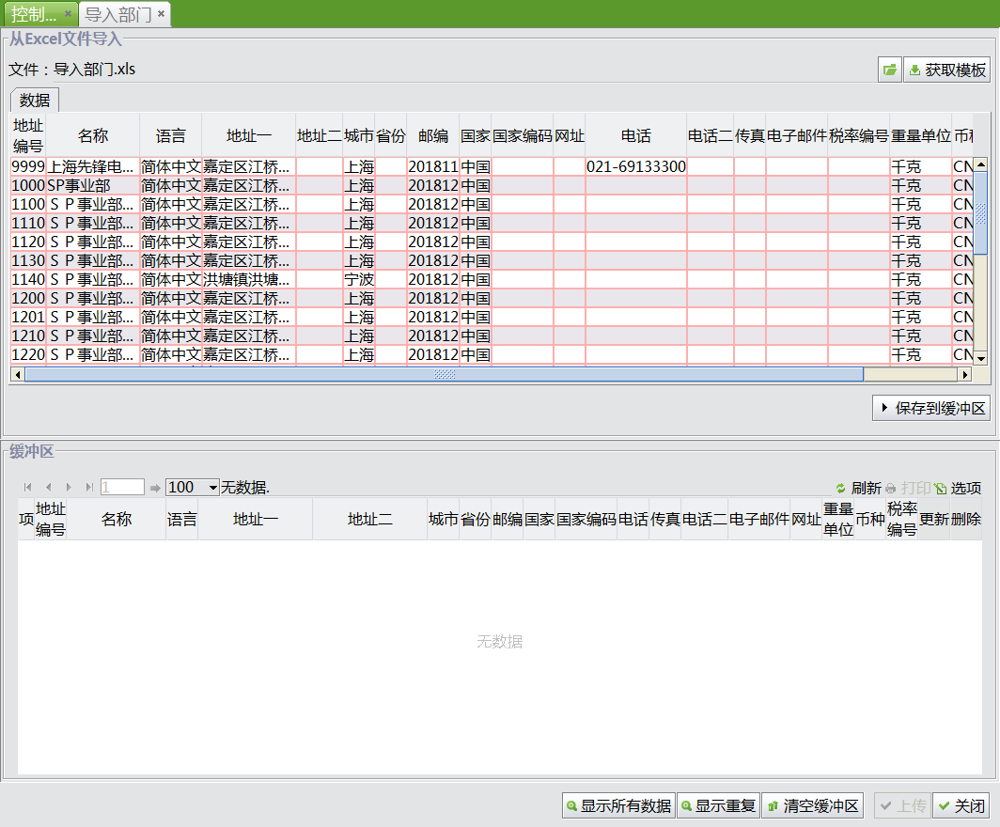 控制... × 导入部门 ×
从Excel文件导入
文件：导入部门.xls 获取模板
数据
地址编号 名称 语言 地址一 地址二 城市 省份 邮编 国家 国家编码 网址 电话 电话二 传真 电子邮件 税率编号 重量单位 币种
9999 上海先锋电... 简体中文 嘉定区江桥... 上海 201811 中国 021-69133300 千克 CN
1000 SP事业部 简体中文 嘉定区江桥... 上海 201812 中国 千克 CN
1100 ＳＰ事业部... 简体中文 嘉定区江桥... 上海 201812 中国 千克 CN
1110 ＳＰ事业部... 简体中文 嘉定区江桥... 上海 201812 中国 千克 CN
1120 ＳＰ事业部... 简体中文 嘉定区江桥... 上海 201812 中国 千克 CN
1130 ＳＰ事业部... 简体中文 嘉定区江桥... 上海 201812 中国 千克 CN
1140 ＳＰ事业部... 简体中文 洪塘镇洪塘... 宁波 201812 中国 千克 CN
1200 ＳＰ事业部... 简体中文 嘉定区江桥... 上海 201812 中国 千克 CN
1201 ＳＰ事业部... 简体中文 嘉定区江桥... 上海 201812 中国 千克 CN
1210 ＳＰ事业部... 简体中文 嘉定区江桥... 上海 201812 中国 千克 CN
1220 ＳＰ事业部... 简体中文 嘉定区江桥... 上海 201812 中国 千克 CN
保存到缓冲区
缓冲区
1 100 无数据. 刷新 打印 选项
项 地址编号 名称 语言 地址一 地址二 城市 省份 邮编 国家 国家编码 电话 传真 电话二 电子邮件 网址 重量单位 币种 税率编号 更新 删除
无数据
显示所有数据 显示重复 清空缓冲区 上传 关闭